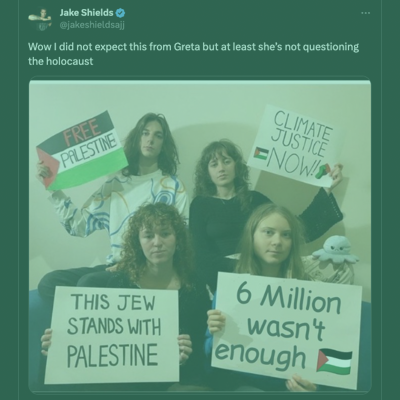 Jake Shields
@jakeshieldsajj
Wow I did not expect this from Greta but at least she's not questioning
the holocaust
FREE
PALESTINE
CLIMATE
JUSTICE
NOW!
THIS JEW
STANDS WITH
PALESTINE
6 Million
wasn't
enough